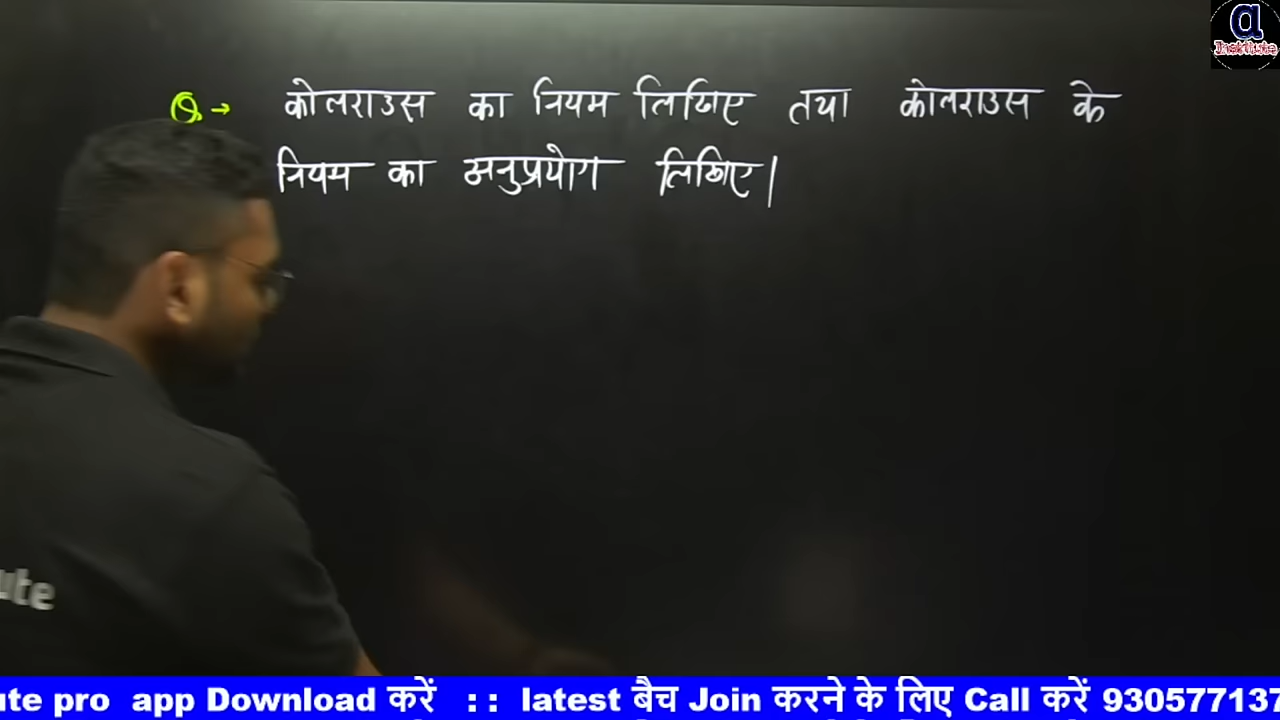 a
Institute
Q. → कोलराउस का नियम लिखिए तथा कोलराउस के
नियम का अनुप्रयोग लिखिए|
ute
ute pro app Download करें :: latest बैच Join करने के लिए Call करें 930577137